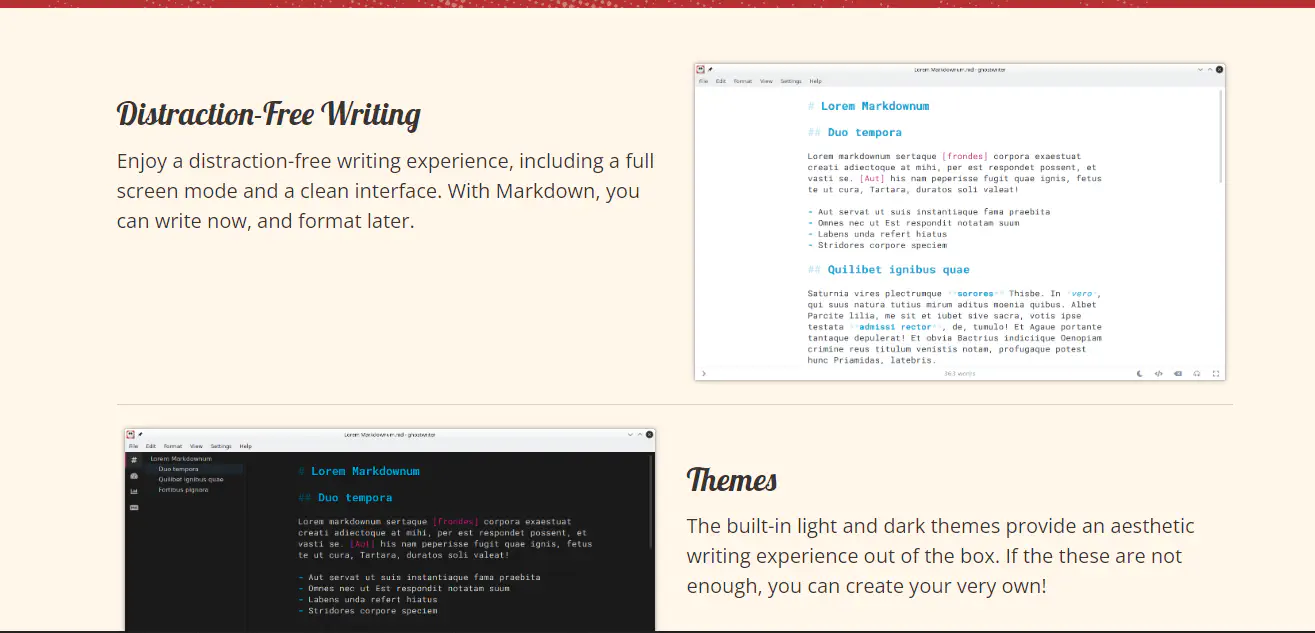 Distraction-Free Writing
Enjoy a distraction-free writing experience, including a full
screen mode and a clean interface. With Markdown, you
can write now, and format later.
Lorem Markdownum.md - ghostwriter
File Edit Format View Settings Help
# Lorem Markdownum
## Duo tempora
Lorem markdownum sertaque [frondes] corpora exaestuat
creati adiectoque at mihi, per est respondet possent, et
vasti se. [Aut] his nam peperisse fugit quae ignis, fetus
te ut cura, Tartara, duratos soli valeat!
- Aut servat ut suis instantiaque fama praebita
- Omnes nec ut Est respondit notatam suum
- Labens unda refert hiatus
- Stridores corpore speciem
## Quilibet ignibus quae
Saturnia vires plectrumque **sorores** Thisbe. In *vero*,
qui suus natura tutius mirum aditus moenia quibus. Albet
Parcite lilia, me sit et iubet sive sacra, votis ipse
testata **admissi rector**, de, tumulo! Et Agaue portante
tantaque depulerat! Et obvia Bactrius indiciique Oenopiam
crimine reus titulum venistis notam, profugaque potest
hunc Priamidas, latebris.
words
Lorem Markdownum.md - ghostwriter
File Edit Format View Settings Help
Lorem Markdownum
Duo tempora
Quilibet ignibus quae
Fortibus pignora
# Lorem Markdownum
## Duo tempora
Lorem markdownum sertaque [frondes] corpora exaestuat
creati adiectoque at mihi, per est respondet possent, et
vasti se. [Aut] his nam peperisse fugit quae ignis, fetus
te ut cura, Tartara, duratos soli valeat!
- Aut servat ut suis instantiaque fama praebita
- Omnes nec ut Est respondit notatam suum
- Labens unda refert hiatus
- Stridores corpore speciem
Themes
The built-in light and dark themes provide an aesthetic
writing experience out of the box. If the these are not
enough, you can create your very own!